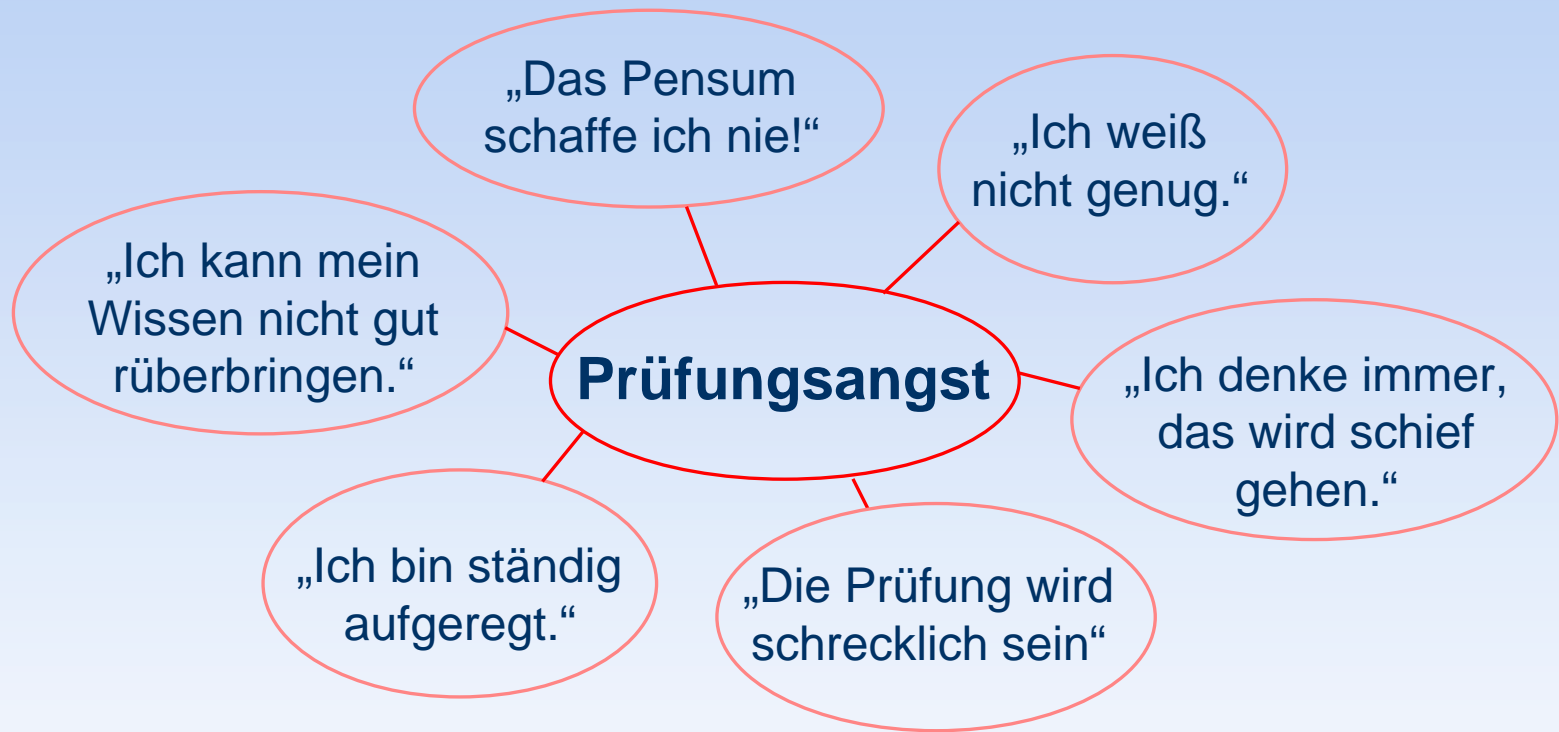 „Das Pensum
schaffe ich nie!“
„Ich weiß
nicht genug.“
„Ich kann mein
Wissen nicht gut
rüberbringen.“
Prüfungsangst
„Ich denke immer,
das wird schief
gehen.“
„Ich bin ständig
aufgeregt.“
„Die Prüfung wird
schrecklich sein“